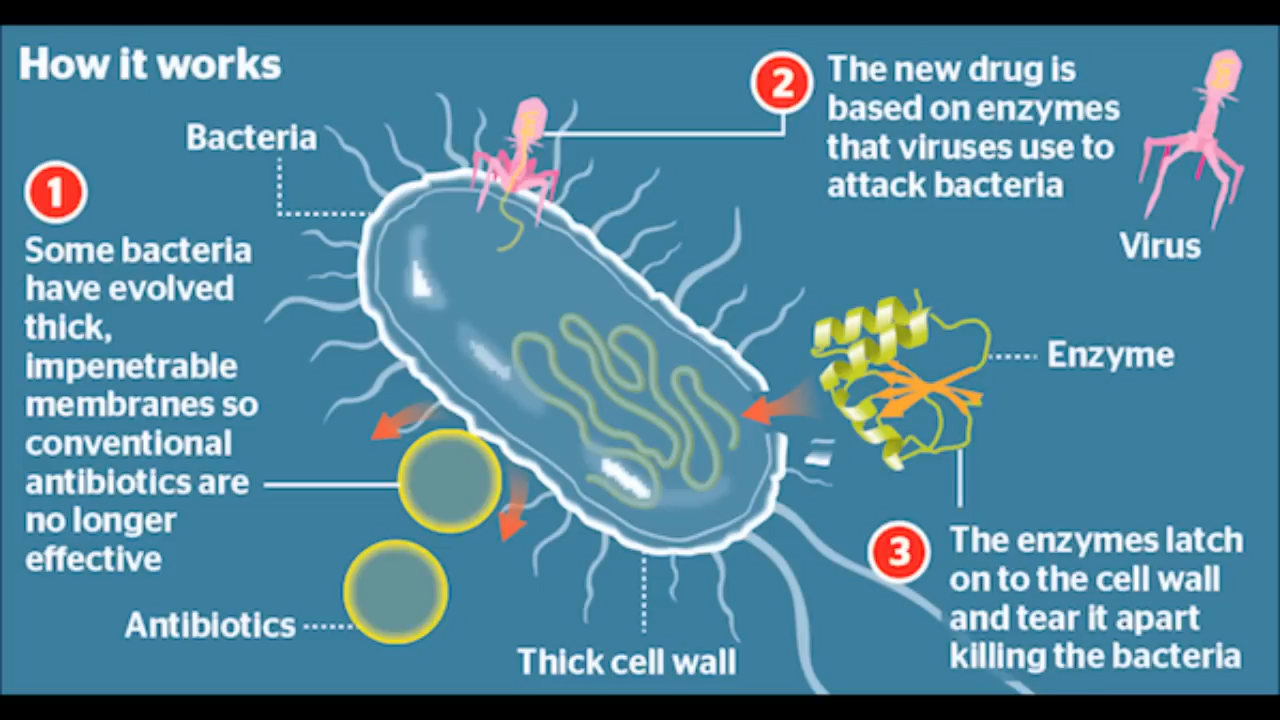 How it works
Bacteria
1
Some bacteria
have evolved
thick,
impenetrable
membranes so
conventional
antibiotics are
no longer
effective
Antibiotics
Thick cell wall
2
The new drug is
based on enzymes
that viruses use to
attack bacteria
Virus
Enzyme
3
The enzymes latch
on to the cell wall
and tear it apart
killing the bacteria